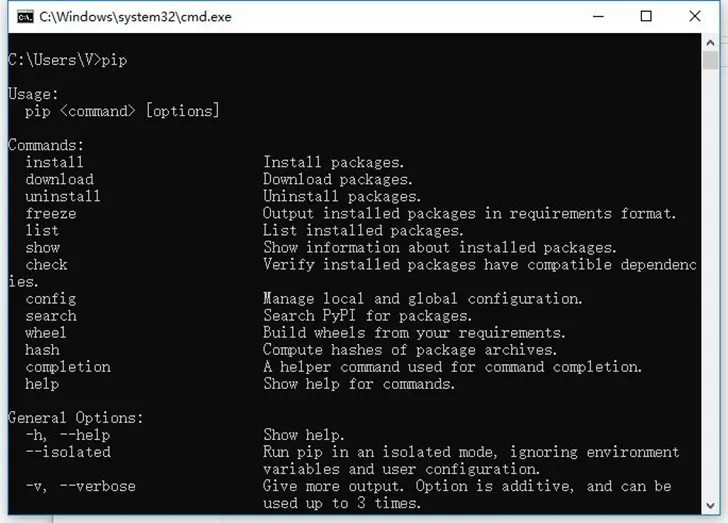 C:\Windows\system32\cmd.exe
C:\Users\V>pip
Usage:
pip <command> [options]
Commands:
install Install packages.
download Download packages.
uninstall Uninstall packages.
freeze Output installed packages in requirements format.
list List installed packages.
show Show information about installed packages.
check Verify installed packages have compatible dependenc
ies.
config Manage local and global configuration.
search Search PyPI for packages.
wheel Build wheels from your requirements.
hash Compute hashes of package archives.
completion A helper command used for command completion.
help Show help for commands.
General Options:
-h, --help Show help.
--isolated Run pip in an isolated mode, ignoring environment
variables and user configuration.
-v, --verbose Give more output. Option is additive, and can be
used up to 3 times.